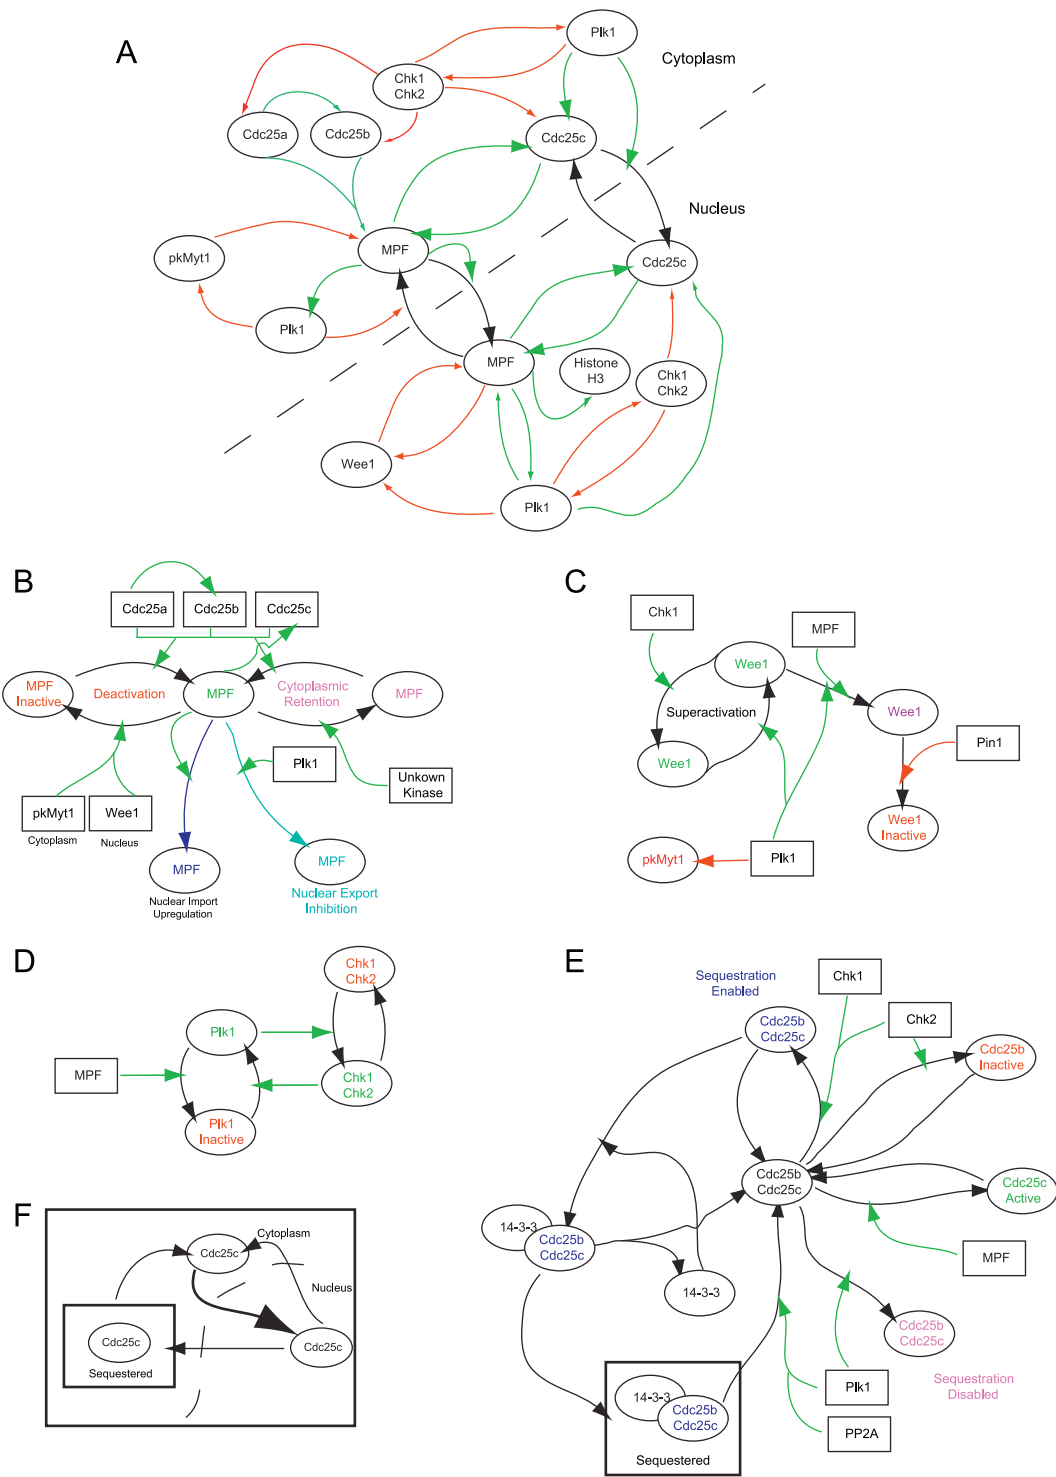 A
Plk1
Cytoplasm
Chk1
Chk2
Cdc25a
Cdc25b
Cdc25c
Nucleus
MPF
pkMyt1
Cdc25c
Plk1
MPF
Histone
H3
Chk1
Chk2
Wee1
Plk1
B
Cdc25a
Cdc25b
Cdc25c
MPF
Inactive
Deactivation
MPF
Cytoplasmic
Retention
MPF
Plk1
Unkown
Kinase
pkMyt1
Wee1
Cytoplasm
Nucleus
MPF
MPF
Nuclear Import
Upregulation
Nuclear Export
Inhibition
C
Chk1
MPF
Wee1
Superactivation
Wee1
Wee1
Pin1
Wee1
Inactive
pkMyt1
Plk1
D
Chk1
Chk2
Plk1
MPF
Chk1
Chk2
Plk1
Inactive
E
Sequestration
Enabled
Chk1
Chk2
Cdc25b
Cdc25c
Cdc25b
Inactive
Cdc25b
Cdc25c
Cdc25c
Active
14-3-3
Cdc25b
Cdc25c
MPF
14-3-3
Cdc25b
Cdc25c
Sequestration
Disabled
Plk1
PP2A
14-3-3
Cdc25b
Cdc25c
Sequestered
F
Cytoplasm
Cdc25c
Nucleus
Cdc25c
Cdc25c
Sequestered